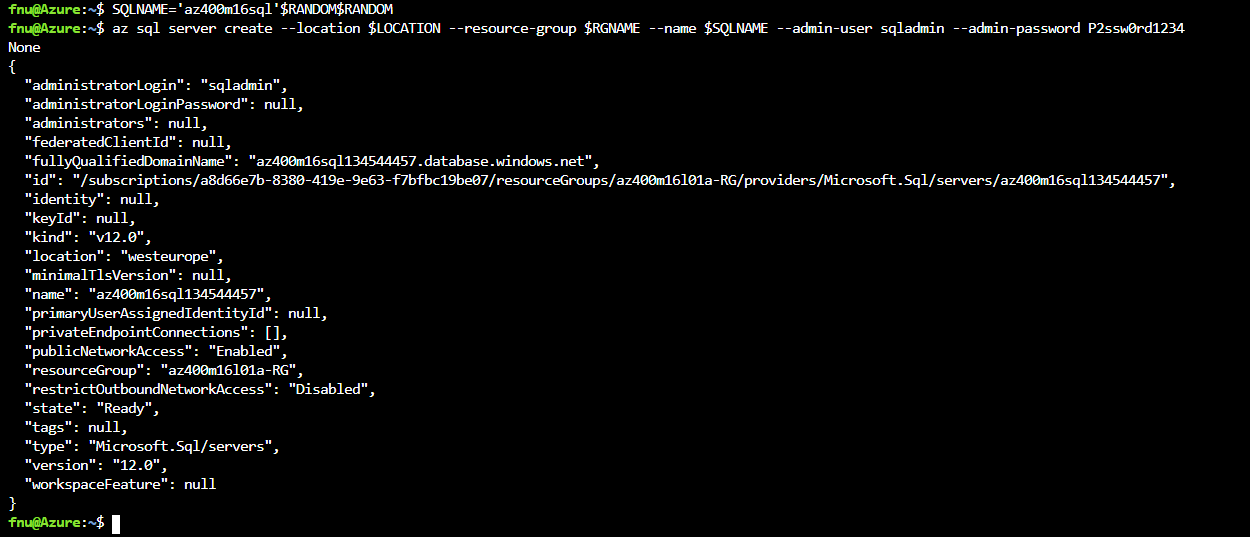 fnu@Azure:~$ SQLNAME='az400m16sql'$RANDOM$RANDOM
fnu@Azure:~$ az sql server create --location $LOCATION --resource-group $RGNAME --name $SQLNAME --admin-user sqladmin --admin-password P2ssw0rd1234
None
{
  "administratorLogin": "sqladmin",
  "administratorLoginPassword": null,
  "administrators": null,
  "federatedClientId": null,
  "fullyQualifiedDomainName": "az400m16sql134544457.database.windows.net",
  "id": "/subscriptions/a8d66e7b-8380-419e-9e63-f7bfbc19be07/resourceGroups/az400m16l01a-RG/providers/Microsoft.Sql/servers/az400m16sql134544457",
  "identity": null,
  "keyId": null,
  "kind": "v12.0",
  "location": "westeurope",
  "minimalTlsVersion": null,
  "name": "az400m16sql134544457",
  "primaryUserAssignedIdentityId": null,
  "privateEndpointConnections": [],
  "publicNetworkAccess": "Enabled",
  "resourceGroup": "az400m16l01a-RG",
  "restrictOutboundNetworkAccess": "Disabled",
  "state": "Ready",
  "tags": null,
  "type": "Microsoft.Sql/servers",
  "version": "12.0",
  "workspaceFeature": null
}
fnu@Azure:~$